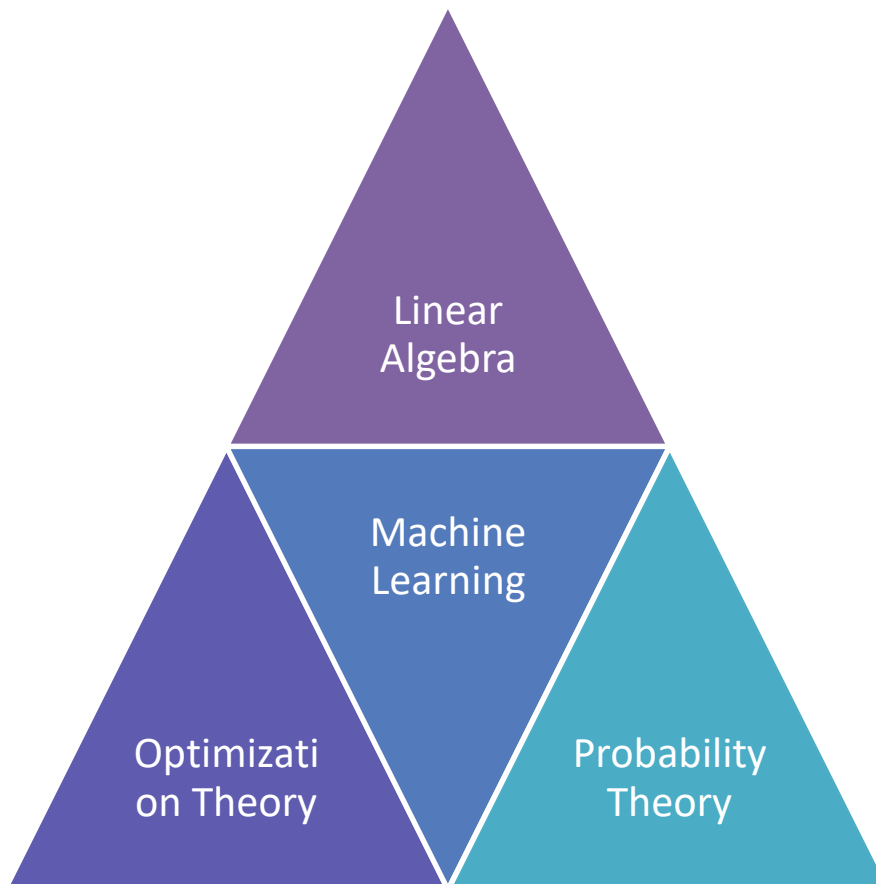 Linear
Algebra
Machine
Learning
Optimizati
on Theory
Probability
Theory